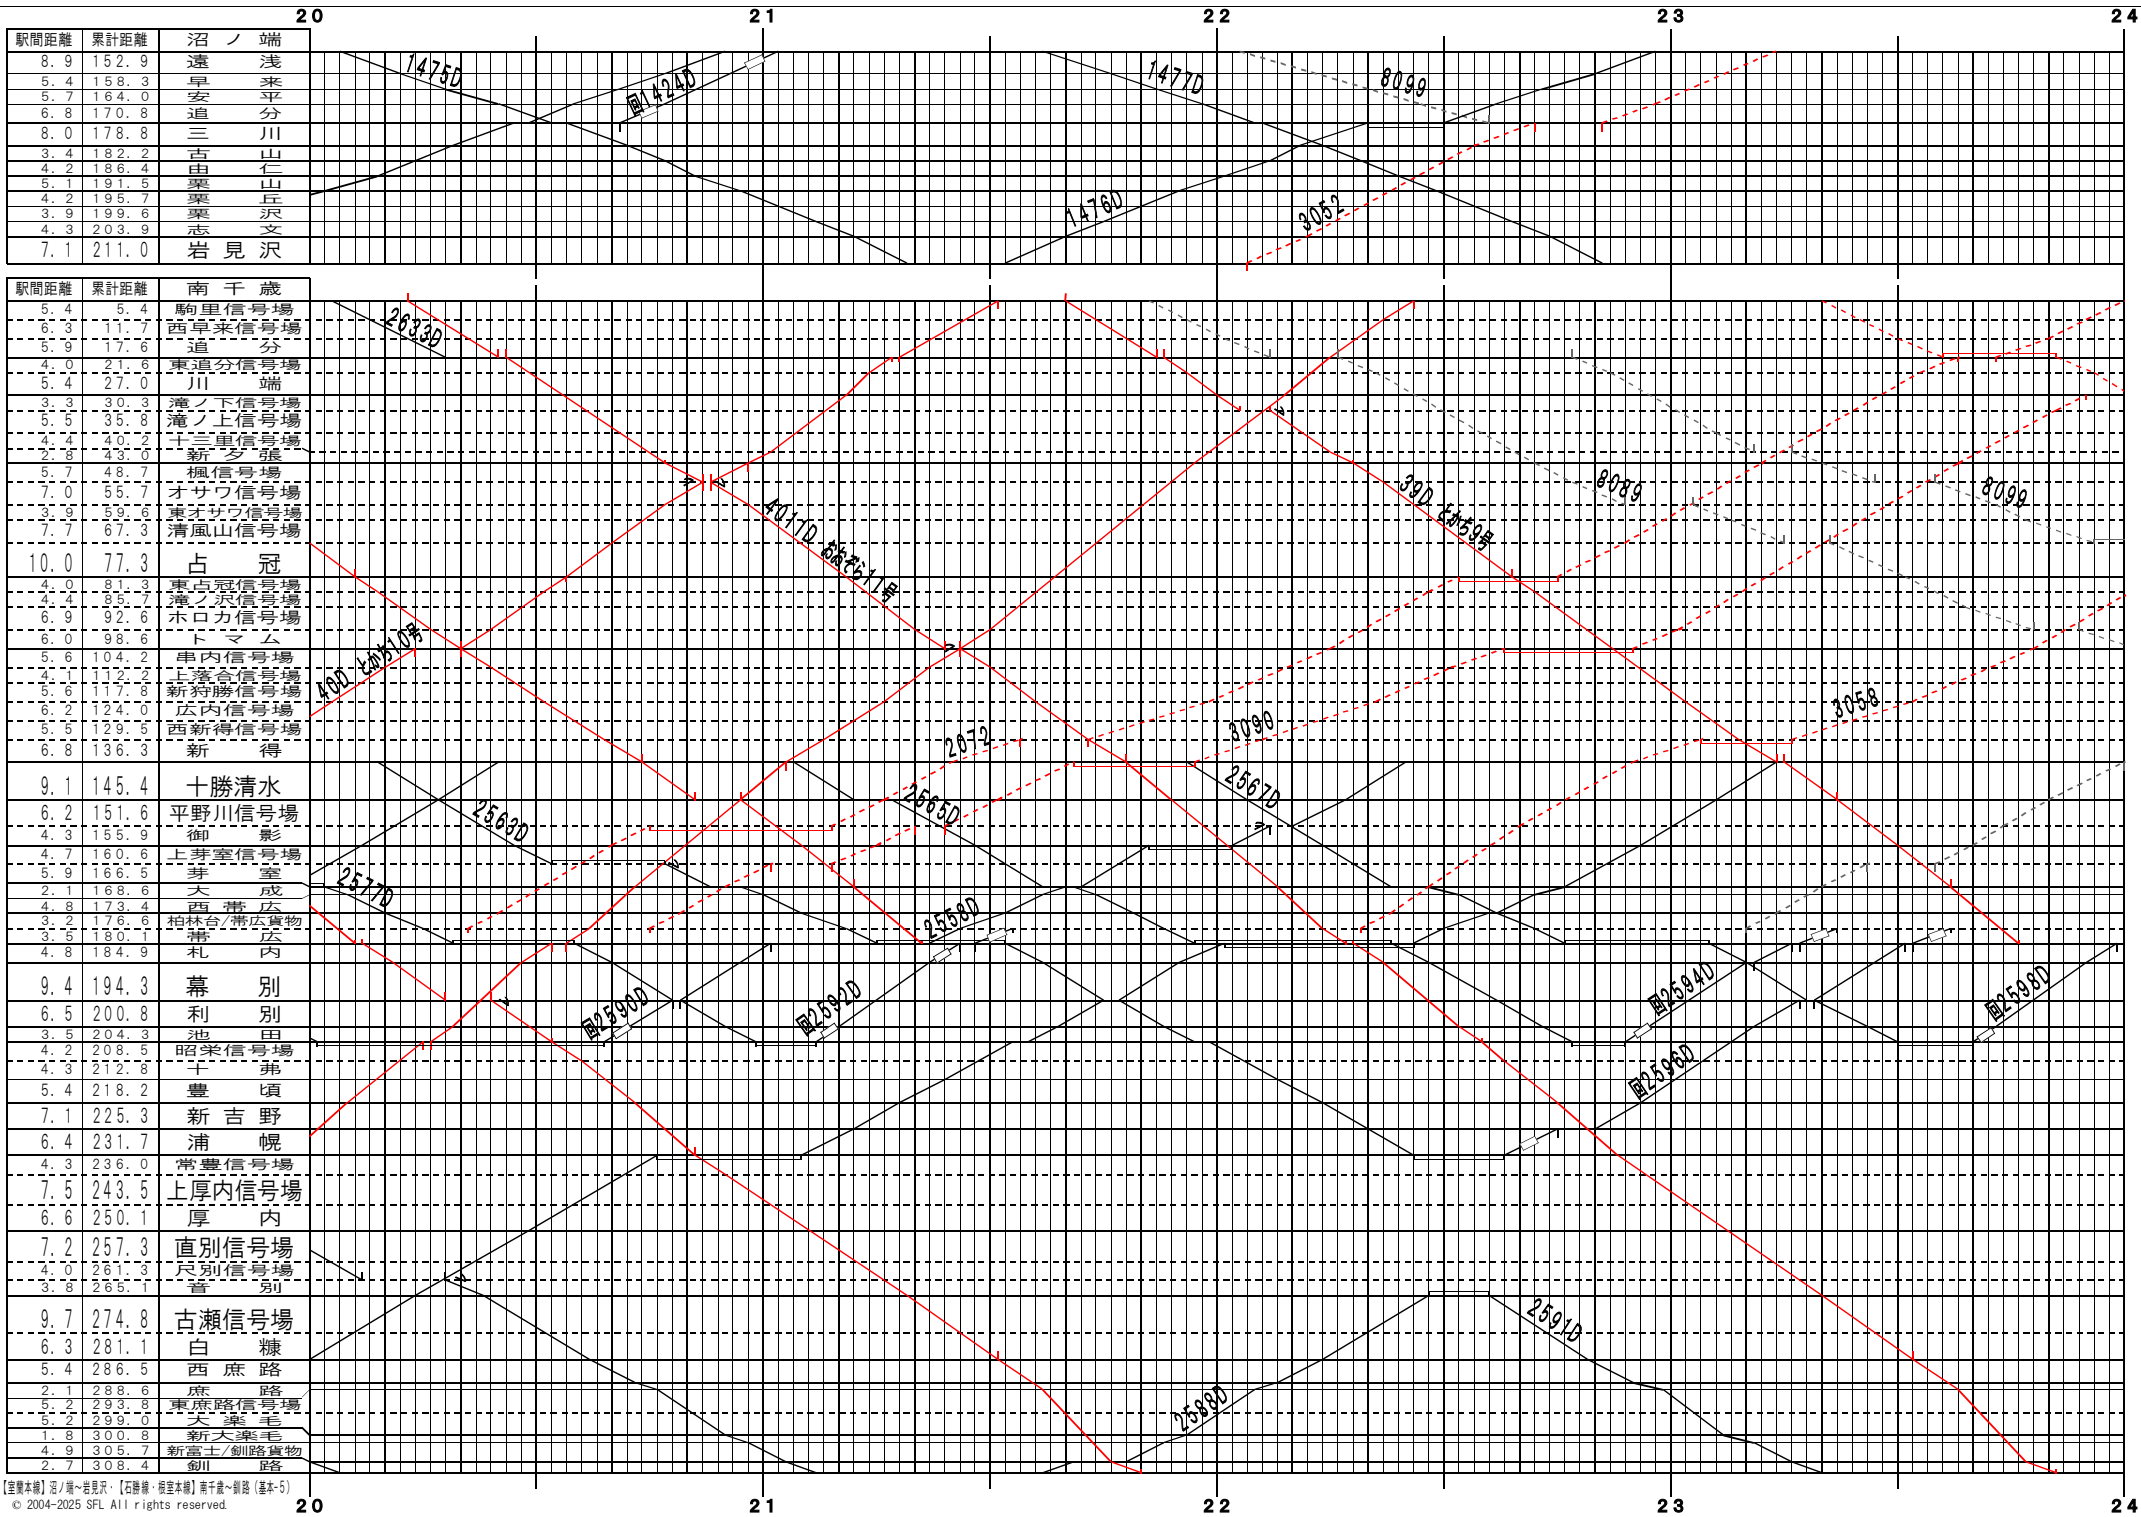 20 21 22 23 24
駅間距離 累計距離 沼ノ端
8.9 152.9 遠浅
5.4 158.3 早来
5.7 164.0 安平
6.8 170.8 追分
8.0 178.8 三川
3.4 182.2 古山
4.2 186.4 由仁
5.1 191.5 栗山
4.2 195.7 栗丘
3.9 199.6 栗沢
4.3 203.9 志文
7.1 211.0 岩見沢
1475D
回1424D
1477D
8099
1476D
3052
駅間距離 累計距離 南千歳
5.4 5.4 駒里信号場
6.3 11.7 西早来信号場
5.9 17.6 追分
4.0 21.6 東追分信号場
5.4 27.0 川端
3.3 30.3 滝ノ下信号場
5.5 35.8 滝ノ上信号場
4.4 40.2 十三里信号場
2.8 43.0 新夕張
5.7 48.7 楓信号場
7.0 55.7 オサワ信号場
3.9 59.6 東オサワ信号場
7.7 67.3 清風山信号場
10.0 77.3 占冠
4.0 81.3 東占冠信号場
4.4 85.7 滝ノ沢信号場
6.9 92.6 ホロカ信号場
6.0 98.6 トマム
5.6 104.2 串内信号場
4.1 112.2 上落合信号場
5.6 117.8 新狩勝信号場
6.2 124.0 広内信号場
5.5 129.5 西新得信号場
6.8 136.3 新得
9.1 145.4 十勝清水
6.2 151.6 平野川信号場
4.3 155.9 御影
4.7 160.6 上芽室信号場
5.9 166.5 芽室
2.1 168.6 大成
4.8 173.4 西帯広
3.2 176.6 柏林台/帯広貨物
3.5 180.1 帯広
4.8 184.9 札内
9.4 194.3 幕別
6.5 200.8 利別
3.5 204.3 池田
4.2 208.5 昭栄信号場
4.3 212.8 十弗
5.4 218.2 豊頃
7.1 225.3 新吉野
6.4 231.7 浦幌
4.3 236.0 常豊信号場
7.5 243.5 上厚内信号場
6.6 250.1 厚内
7.2 257.3 直別信号場
4.0 261.3 尺別信号場
3.8 265.1 音別
9.7 274.8 古瀬信号場
6.3 281.1 白糠
5.4 286.5 西庶路
2.1 288.6 庶路
5.2 293.8 東庶路信号場
5.2 299.0 大楽毛
1.8 300.8 新大楽毛
4.9 305.7 新富士/釧路貨物
2.7 308.4 釧路
2633D
4011D おおぞら11号
39D とかち9号
8089
8099
40D とかち10号
2072
3090
3058
2563D
2565D
2567D
2577D
2558D
回2590D
回2592D
回2594D
回2598D
回2596D
2591D
2588D
【室蘭本線】沼ノ端～岩見沢・【石勝線・根室本線】南千歳～釧路（基本-5）
© 2004-2025 SFL All rights reserved.
20 21 22 23 24